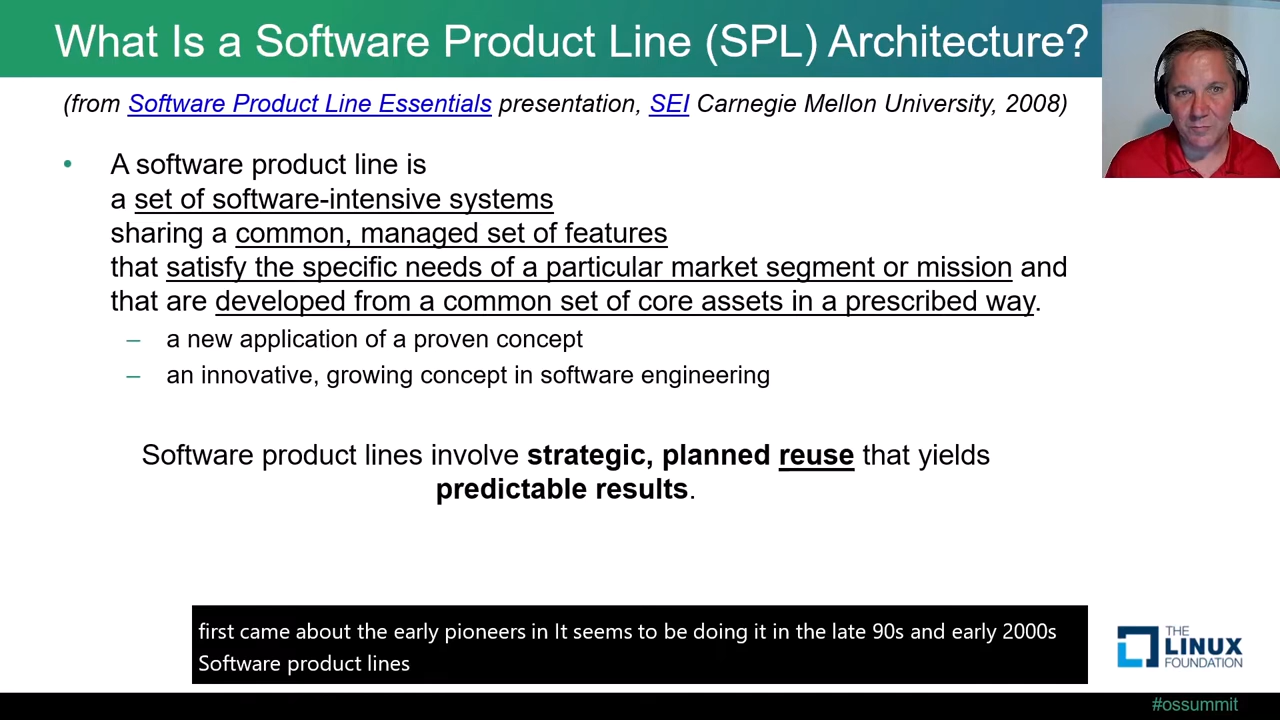 What Is a Software Product Line (SPL) Architecture?
(from Software Product Line Essentials presentation, SEI Carnegie Mellon University, 2008)
• A software product line is
a set of software-intensive systems
sharing a common, managed set of features
that satisfy the specific needs of a particular market segment or mission and
that are developed from a common set of core assets in a prescribed way.
– a new application of a proven concept
– an innovative, growing concept in software engineering
Software product lines involve strategic, planned reuse that yields
predictable results.
first came about the early pioneers in It seems to be doing it in the late 90s and early 2000s
Software product lines
THE
LINUX
FOUNDATION
#ossummit